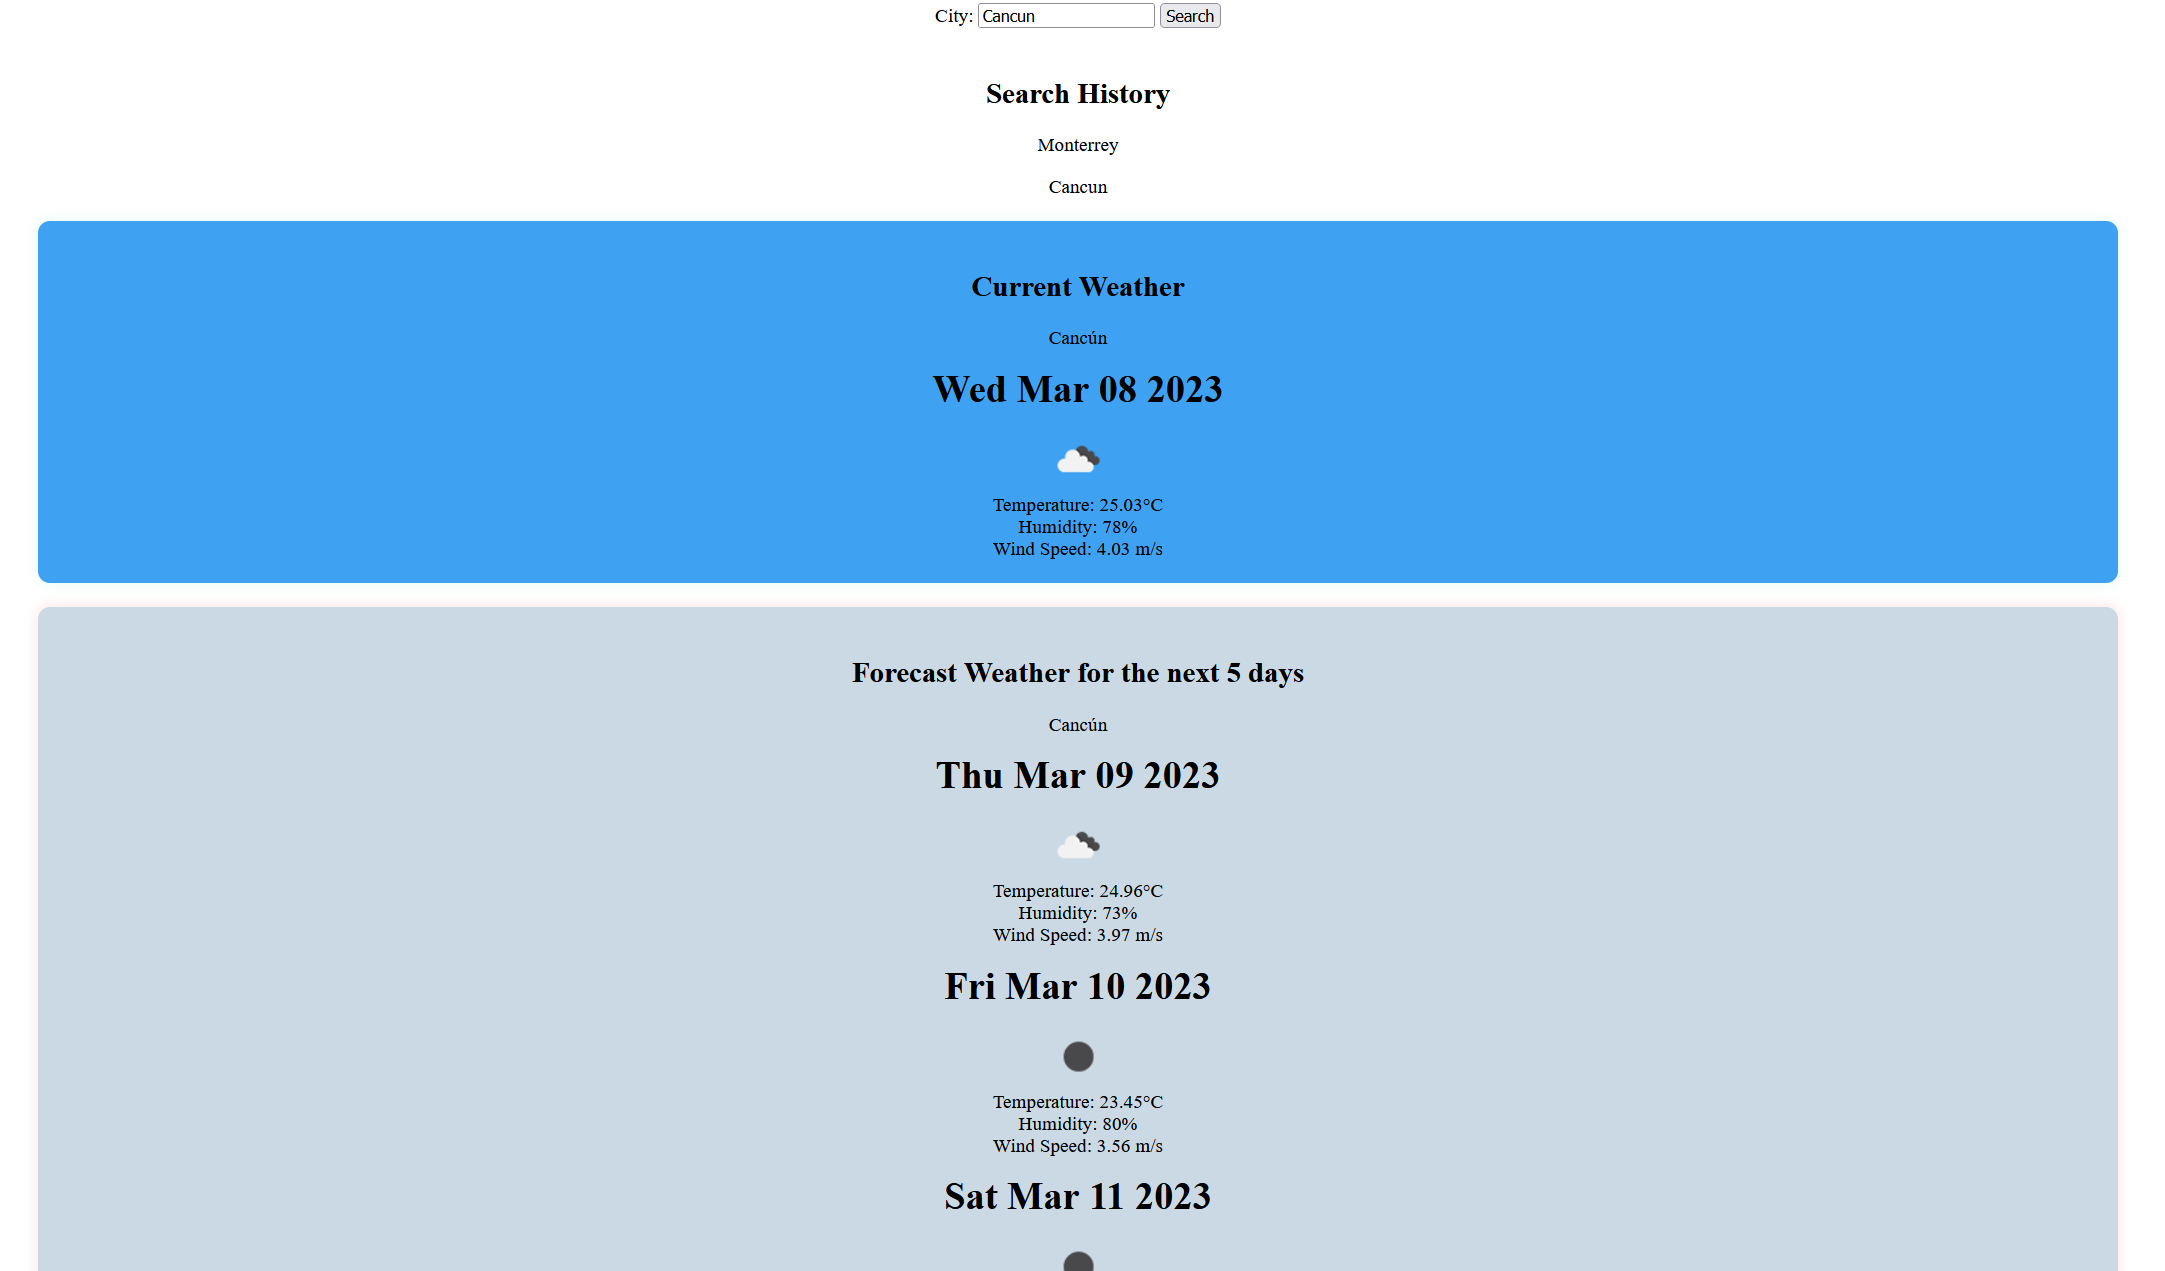 City: Cancun Search
Search History
Monterrey
Cancun
Current Weather
Cancún
Wed Mar 08 2023
Temperature: 25.03°C
Humidity: 78%
Wind Speed: 4.03 m/s
Forecast Weather for the next 5 days
Cancún
Thu Mar 09 2023
Temperature: 24.96°C
Humidity: 73%
Wind Speed: 3.97 m/s
Fri Mar 10 2023
Temperature: 23.45°C
Humidity: 80%
Wind Speed: 3.56 m/s
Sat Mar 11 2023